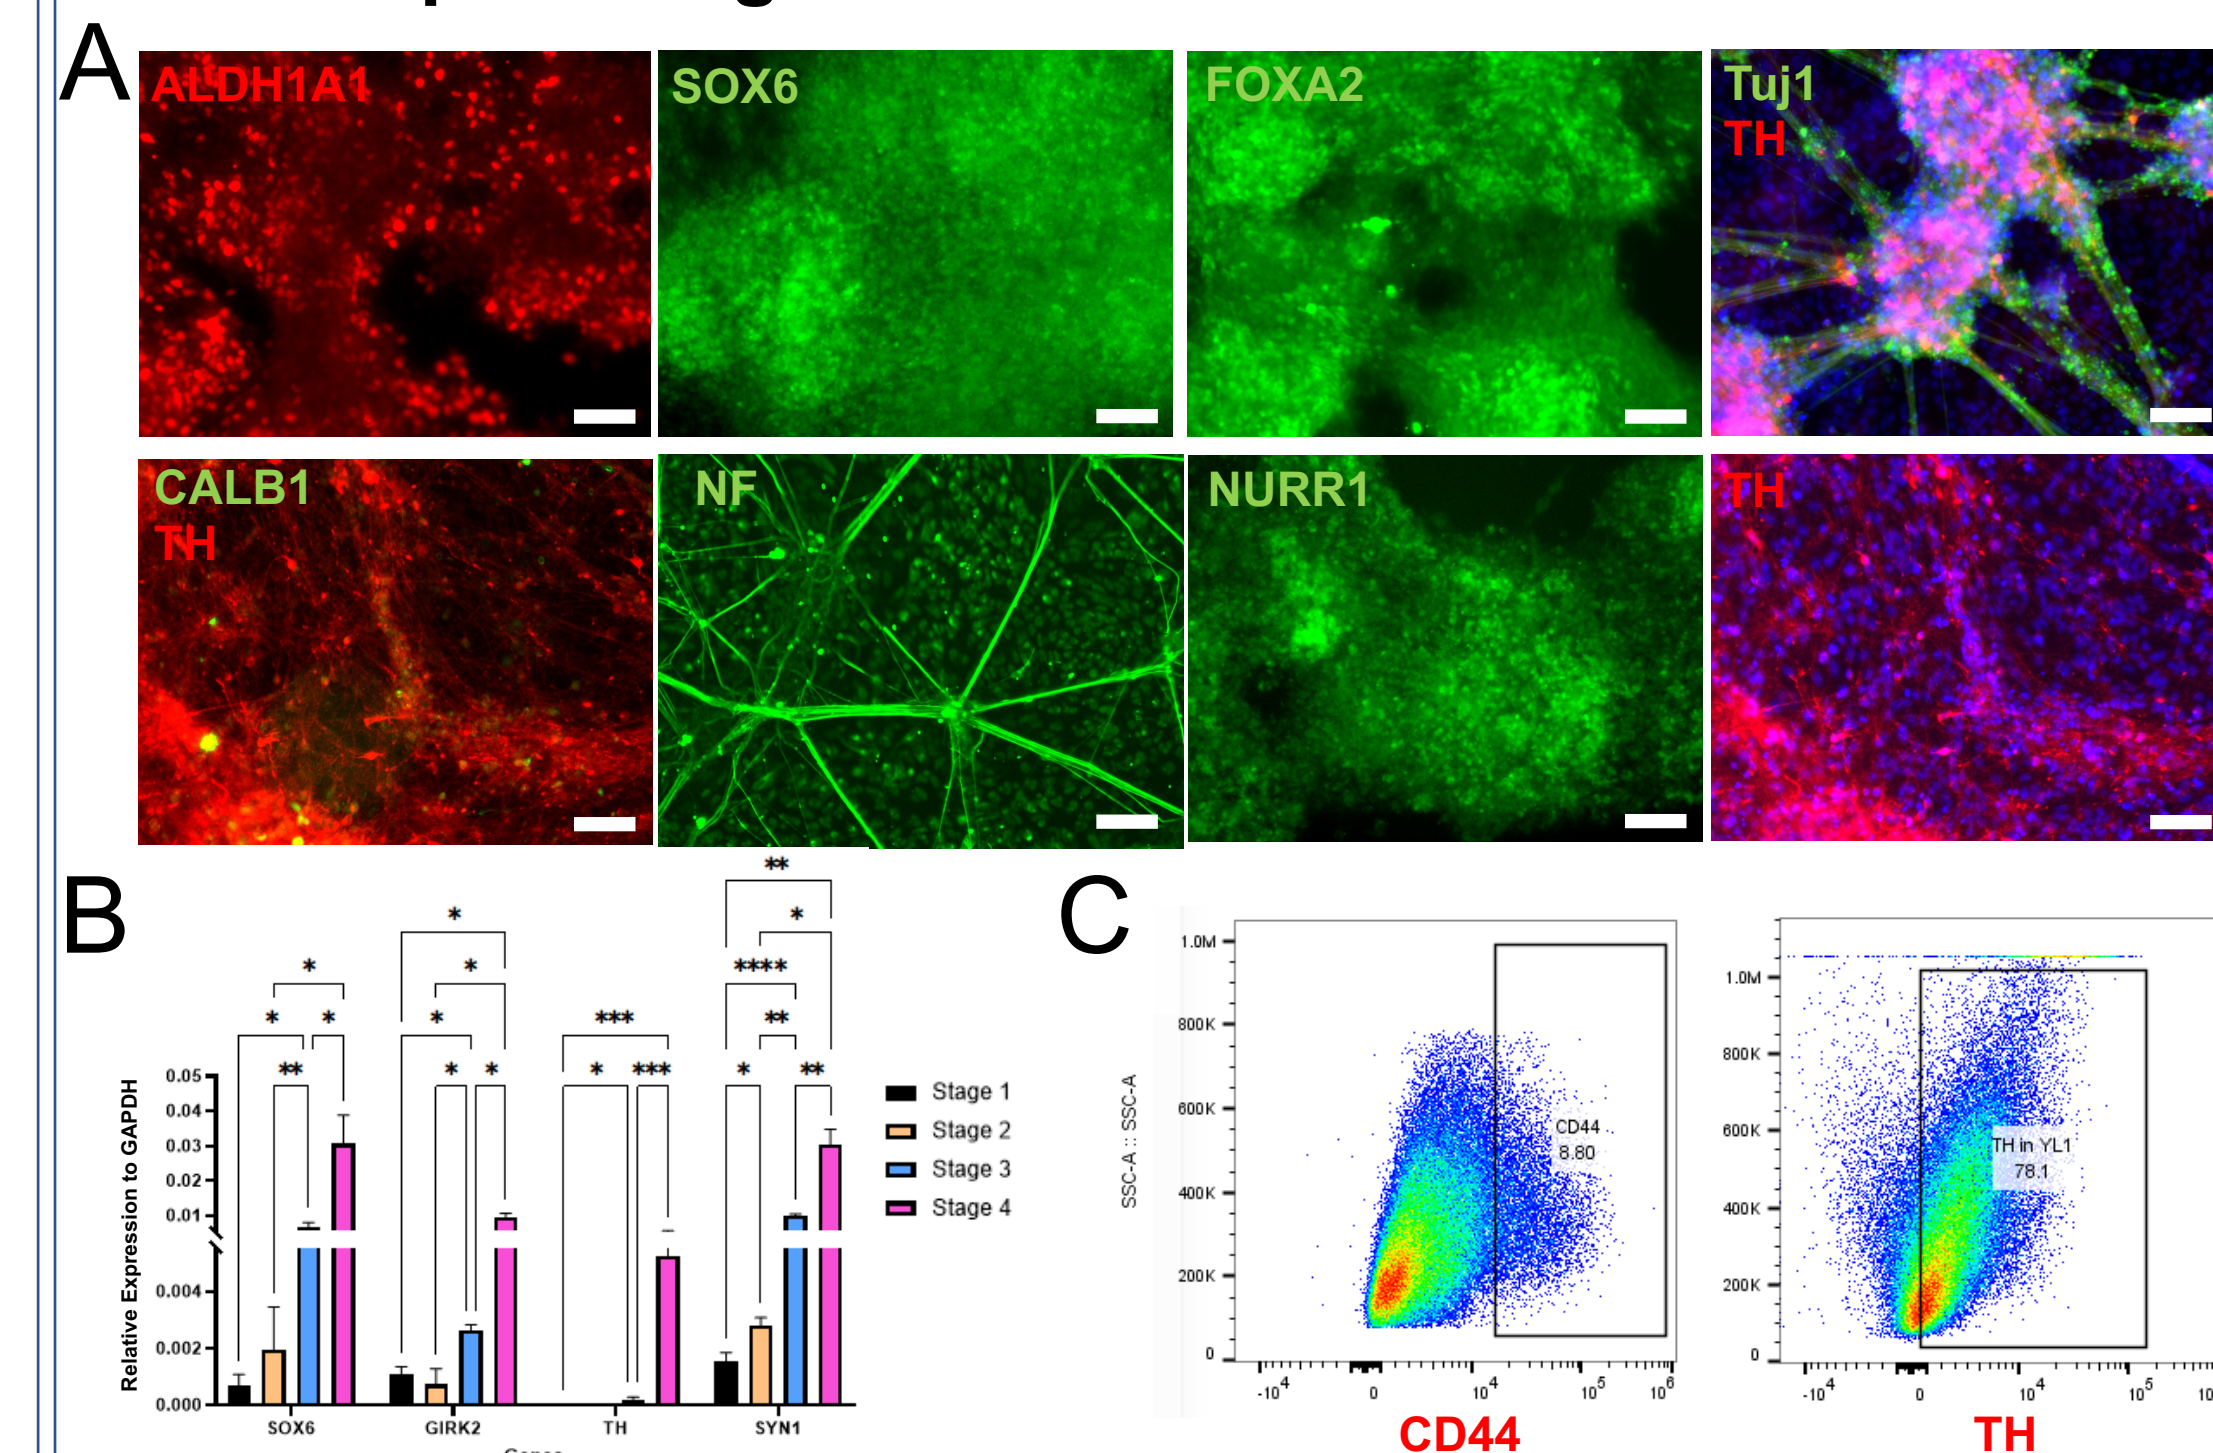 A
ALDH1A1
SOX6
FOXA2
Tuj1
TH
CALB1
TH
NF
NURR1
TH
B
**
*
*
*
*
****
*
*
*
*
***
**
**
*
*
*
***
*
**
Relative Expression to GAPDH
0.05
0.04
0.03
0.02
0.01
0.004
0.002
0.000
SOX6
GIRK2
TH
SYN1
Stage 1
Stage 2
Stage 3
Stage 4
C
SSC-A :: SSC-A
1.0M
800K
600K
400K
200K
0
CD44
8.80
-10^4
0
10^4
10^5
10^6
CD44
1.0M
800K
600K
400K
200K
0
TH in YL1
78.1
-10^4
0
10^4
10^5
TH